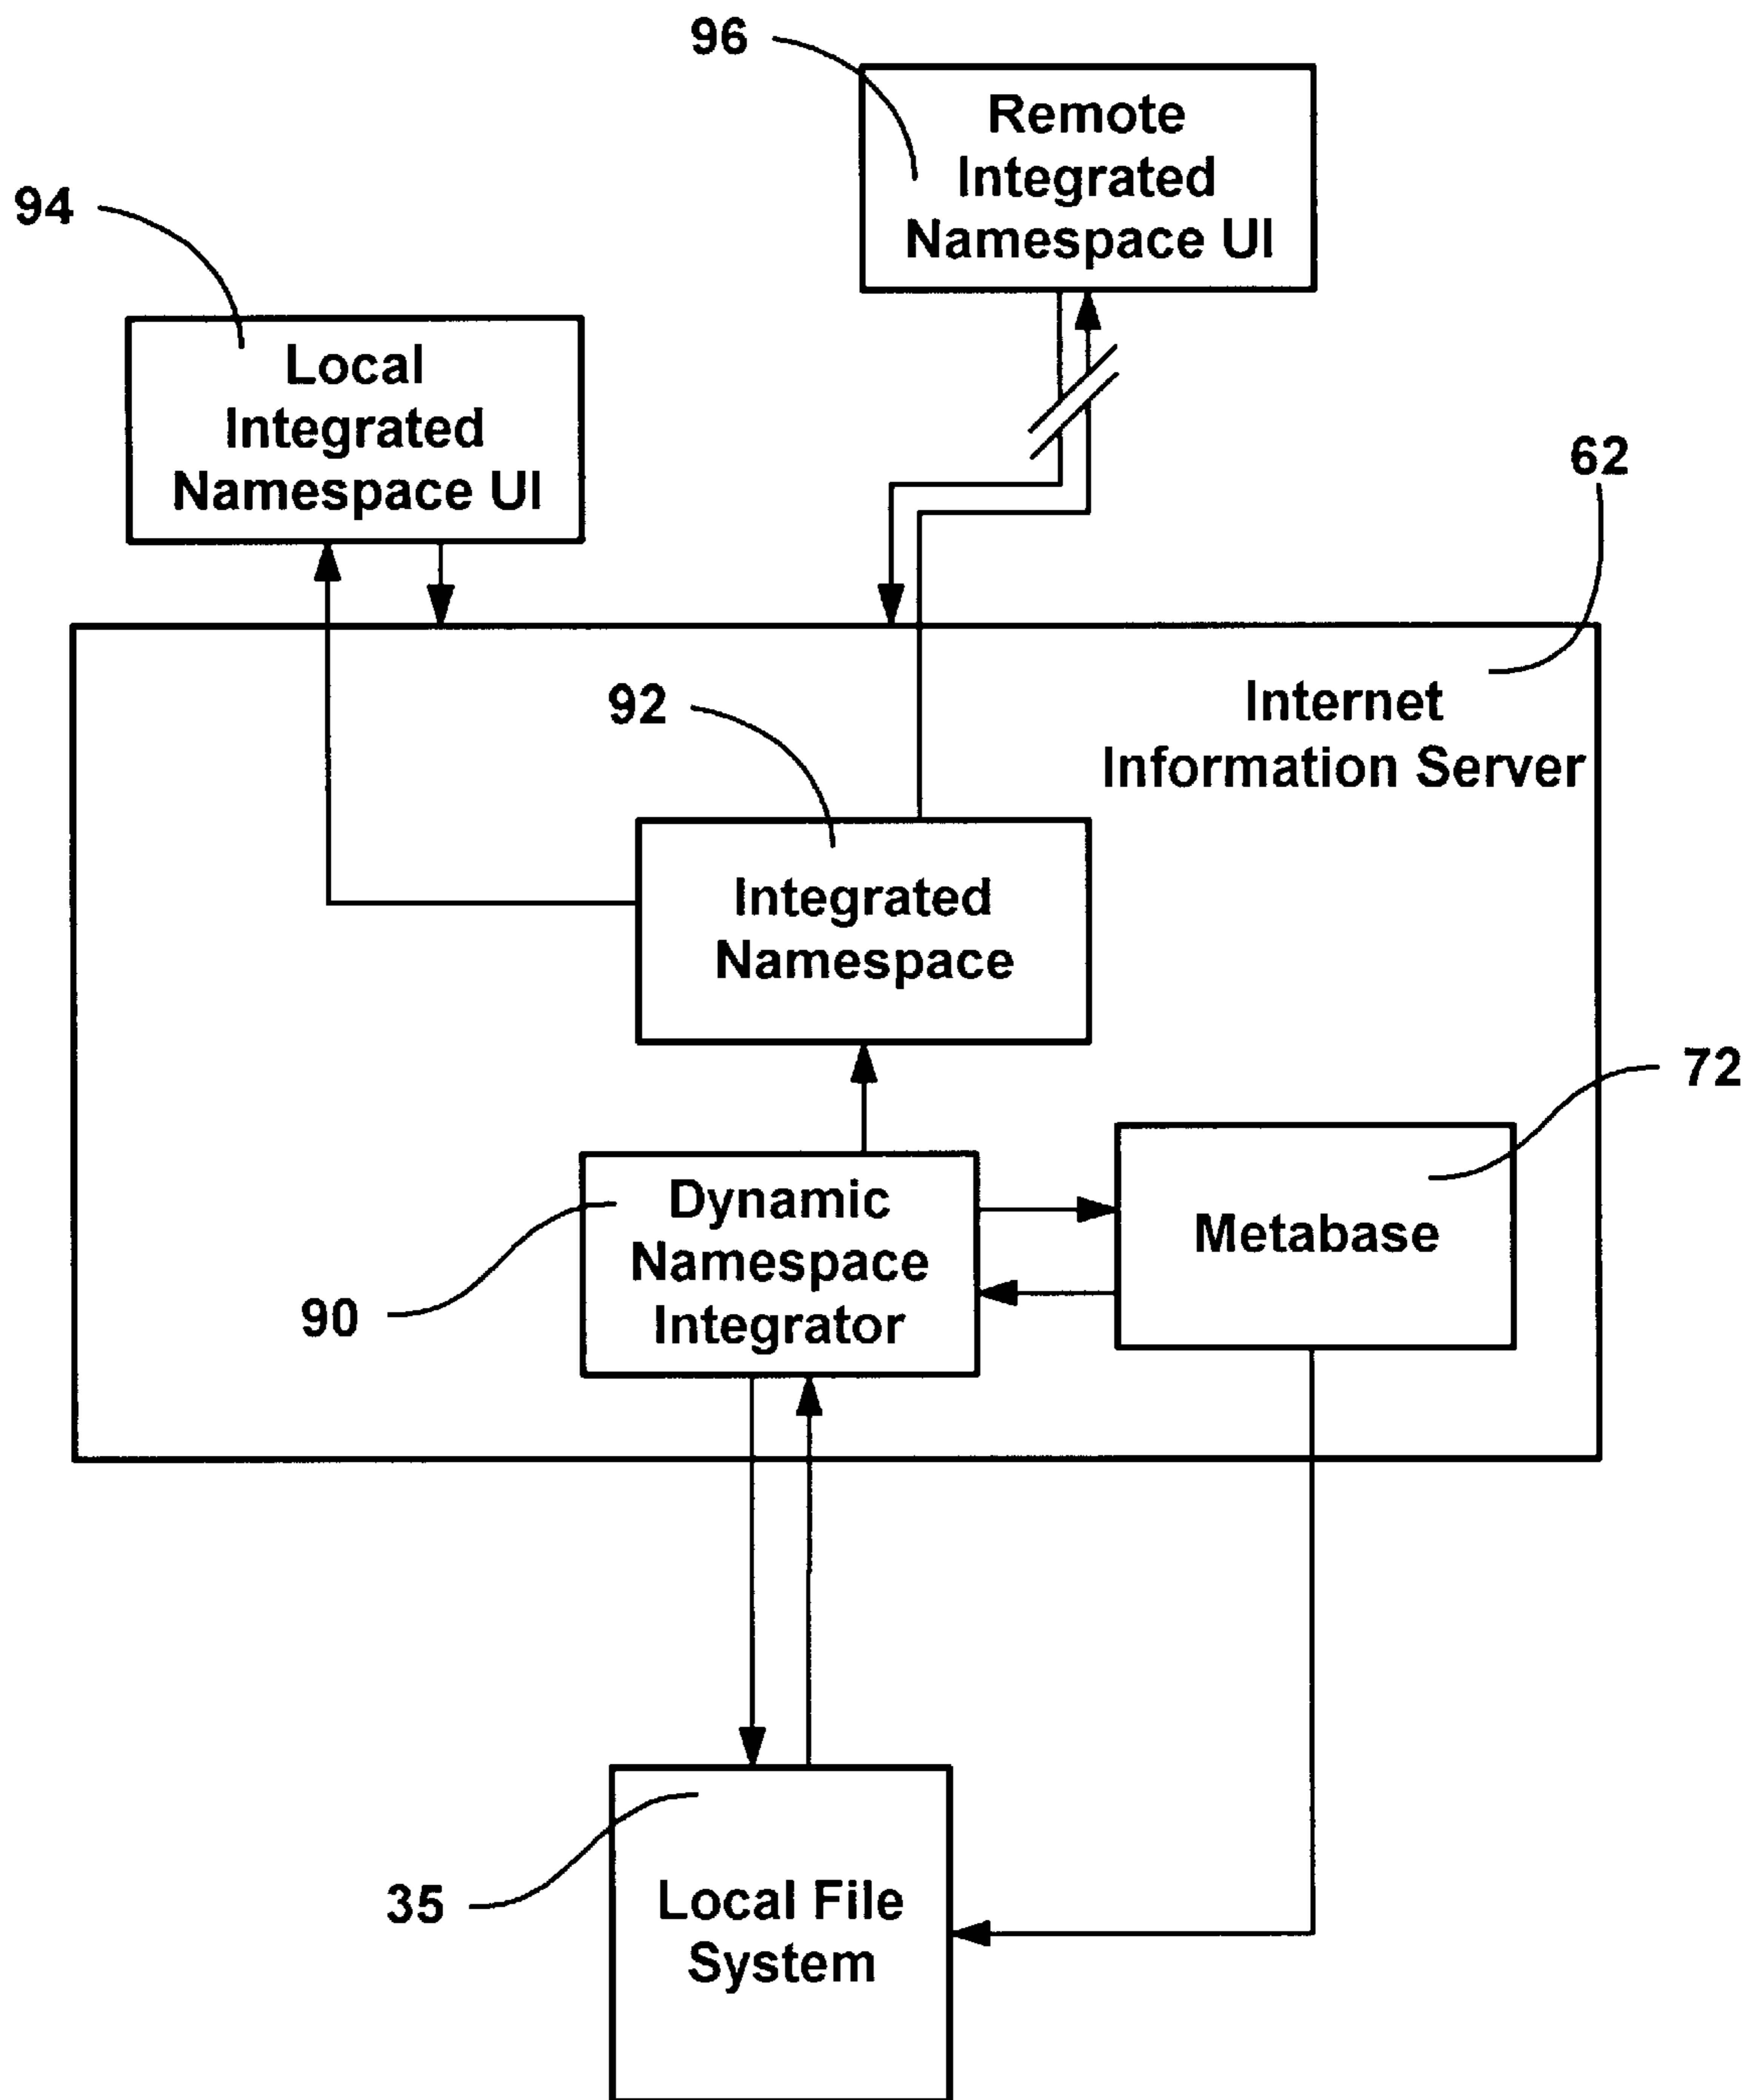 96
Remote
Integrated
Namespace UI
94
Local
Integrated
Namespace UI
62
Internet
Information Server
92
Integrated
Namespace
72
Dynamic
Namespace
Integrator
Metabase
90
35
Local File
System